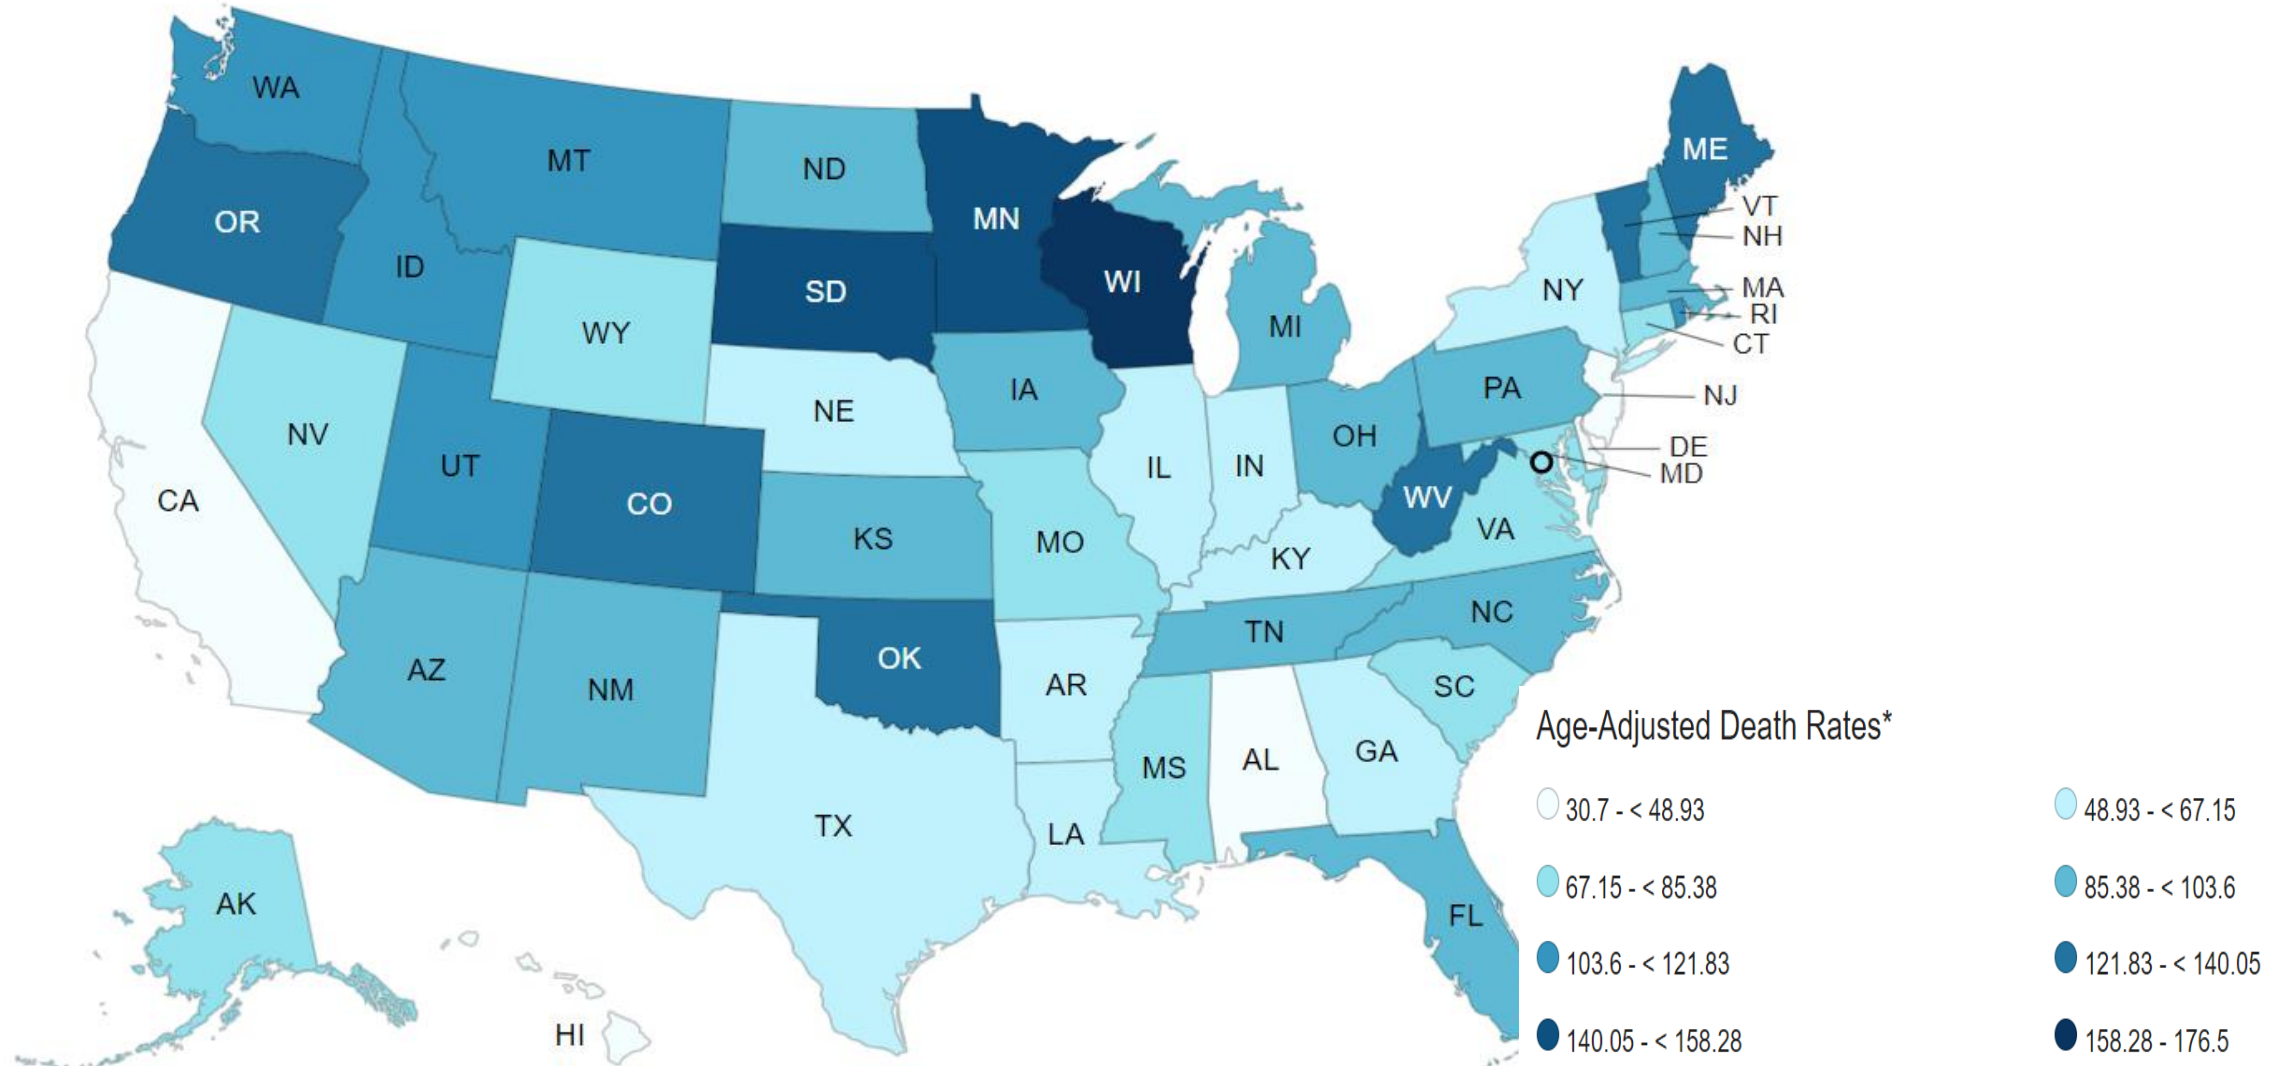 WA
MT
ND
MN
ME
OR
ID
SD
WI
VT
NH
WY
MI
NY
MA
RI
CT
NV
NE
IA
PA
NJ
UT
CO
IL
IN
OH
DE
MD
CA
KS
MO
KY
WV
VA
AZ
NM
OK
AR
TN
NC
SC
TX
LA
MS
AL
GA
FL
AK
HI
Age-Adjusted Death Rates*
30.7 - < 48.93
48.93 - < 67.15
67.15 - < 85.38
85.38 - < 103.6
103.6 - < 121.83
121.83 - < 140.05
140.05 - < 158.28
158.28 - 176.5